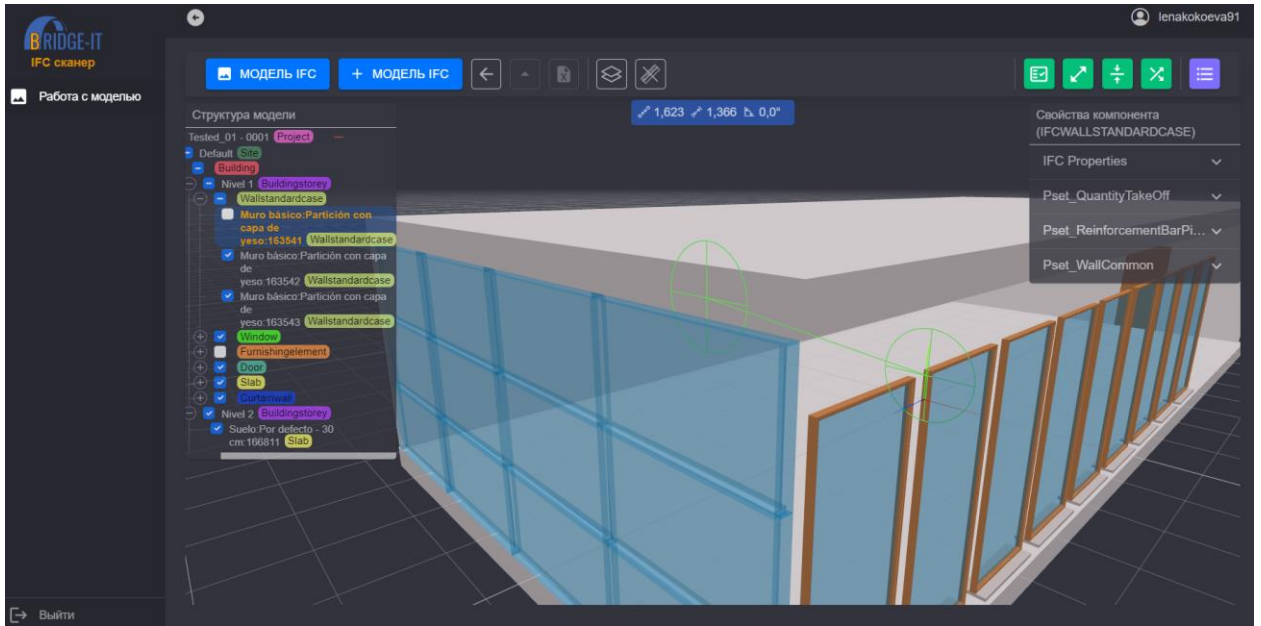 BRIDGE-IT
IFC сканер
Работа с моделью
Выйти
lenakokoeva91
МОДЕЛЬ IFC
+ МОДЕЛЬ IFC
1,623 1,366 0,0°
Структура модели
Tested_01 - 0001 Project
Default Site
Building
Nivel 1 Buildingstorey
Wallstandardcase
Muro básico:Partición con
capa de
yeso:163541 Wallstandardcase
Muro básico:Partición con capa
de
yeso:163542 Wallstandardcase
Muro básico:Partición con capa
de
yeso:163543 Wallstandardcase
Window
Furnishingelement
Door
Slab
Curtainwall
Nivel 2 Buildingstorey
Suelo:Por defecto - 30
cm:166811 Slab
Свойства компонента
(IFCWALLSTANDARDCASE)
IFC Properties
Pset_QuantityTakeOff
Pset_ReinforcementBarPi...
Pset_WallCommon